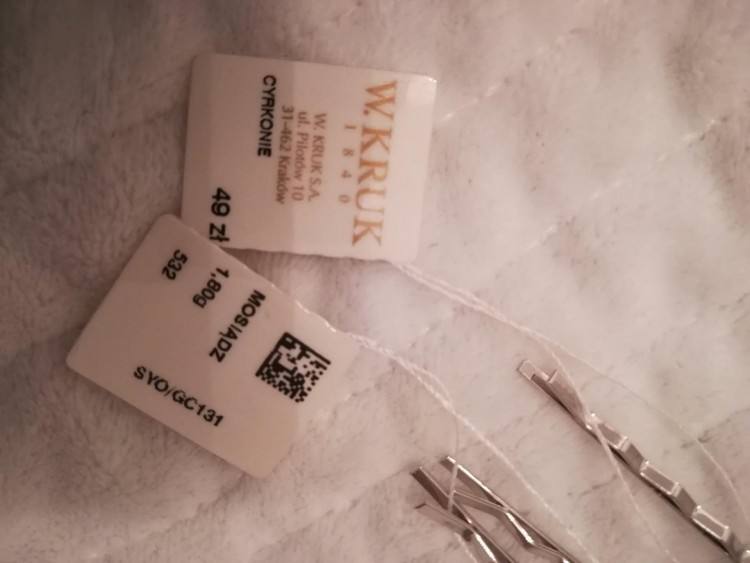 W.KRUK
1840
W. KRUK S.A.
ul. Pilotów 10
31-462 Kraków
CYRKONIE
49 zł
MOSIĄDZ
1,80g
532
SYO/GC131